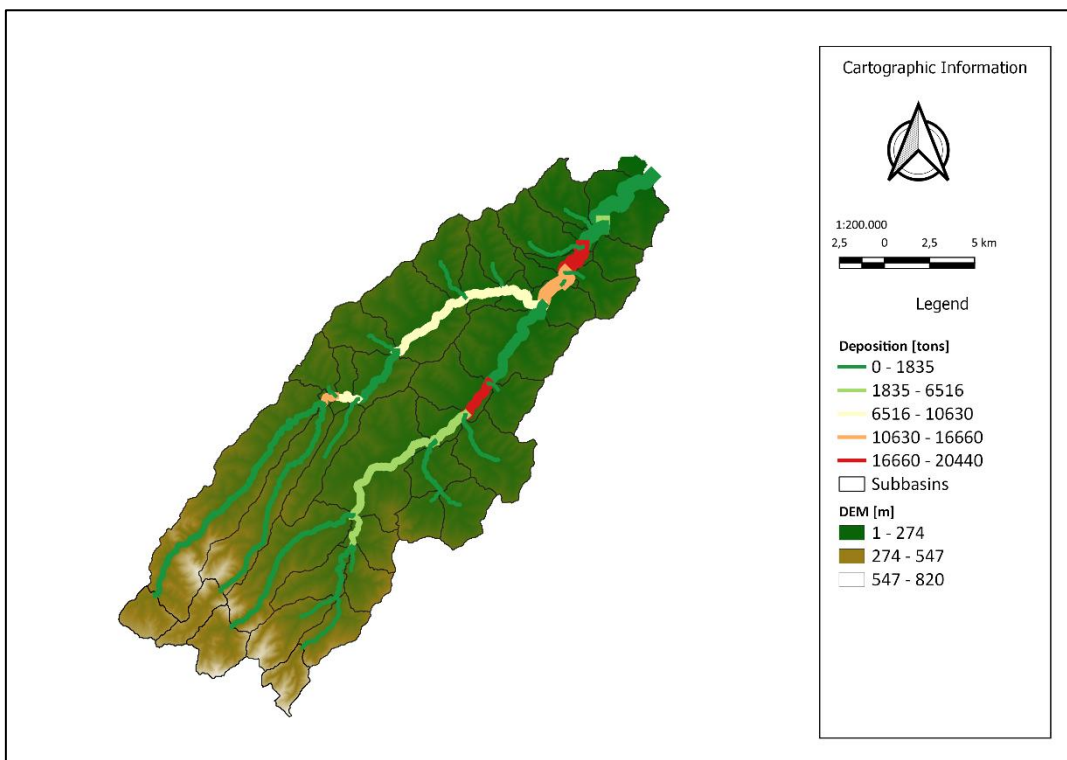 Cartographic Information
1:200.000
2,5 0 2,5 5 km
Legend
Deposition [tons]
0 - 1835
1835 - 6516
6516 - 10630
10630 - 16660
16660 - 20440
Subbasins
DEM [m]
1 - 274
274 - 547
547 - 820